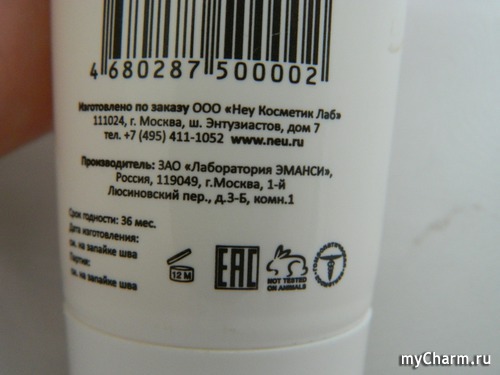 4 680287 500002
Изготовлено по заказу ООО «Неу Косметик Лаб»
111024, г. Москва, ш. Энтузиастов, дом 7
тел. +7 (495) 411-1052 www.neu.ru
Производитель: ЗАО «Лаборатория ЭМАНСИ»,
Россия, 119049, г.Москва, 1-й
Люсиновский пер., д.3-Б, комн.1
Срок годности: 36 мес.
Дата изготовления:
см. на запайке шва
Партия:
см. на запайке шва
12 M
EAC
NOT TESTED
ON ANIMALS
myCharm.ru